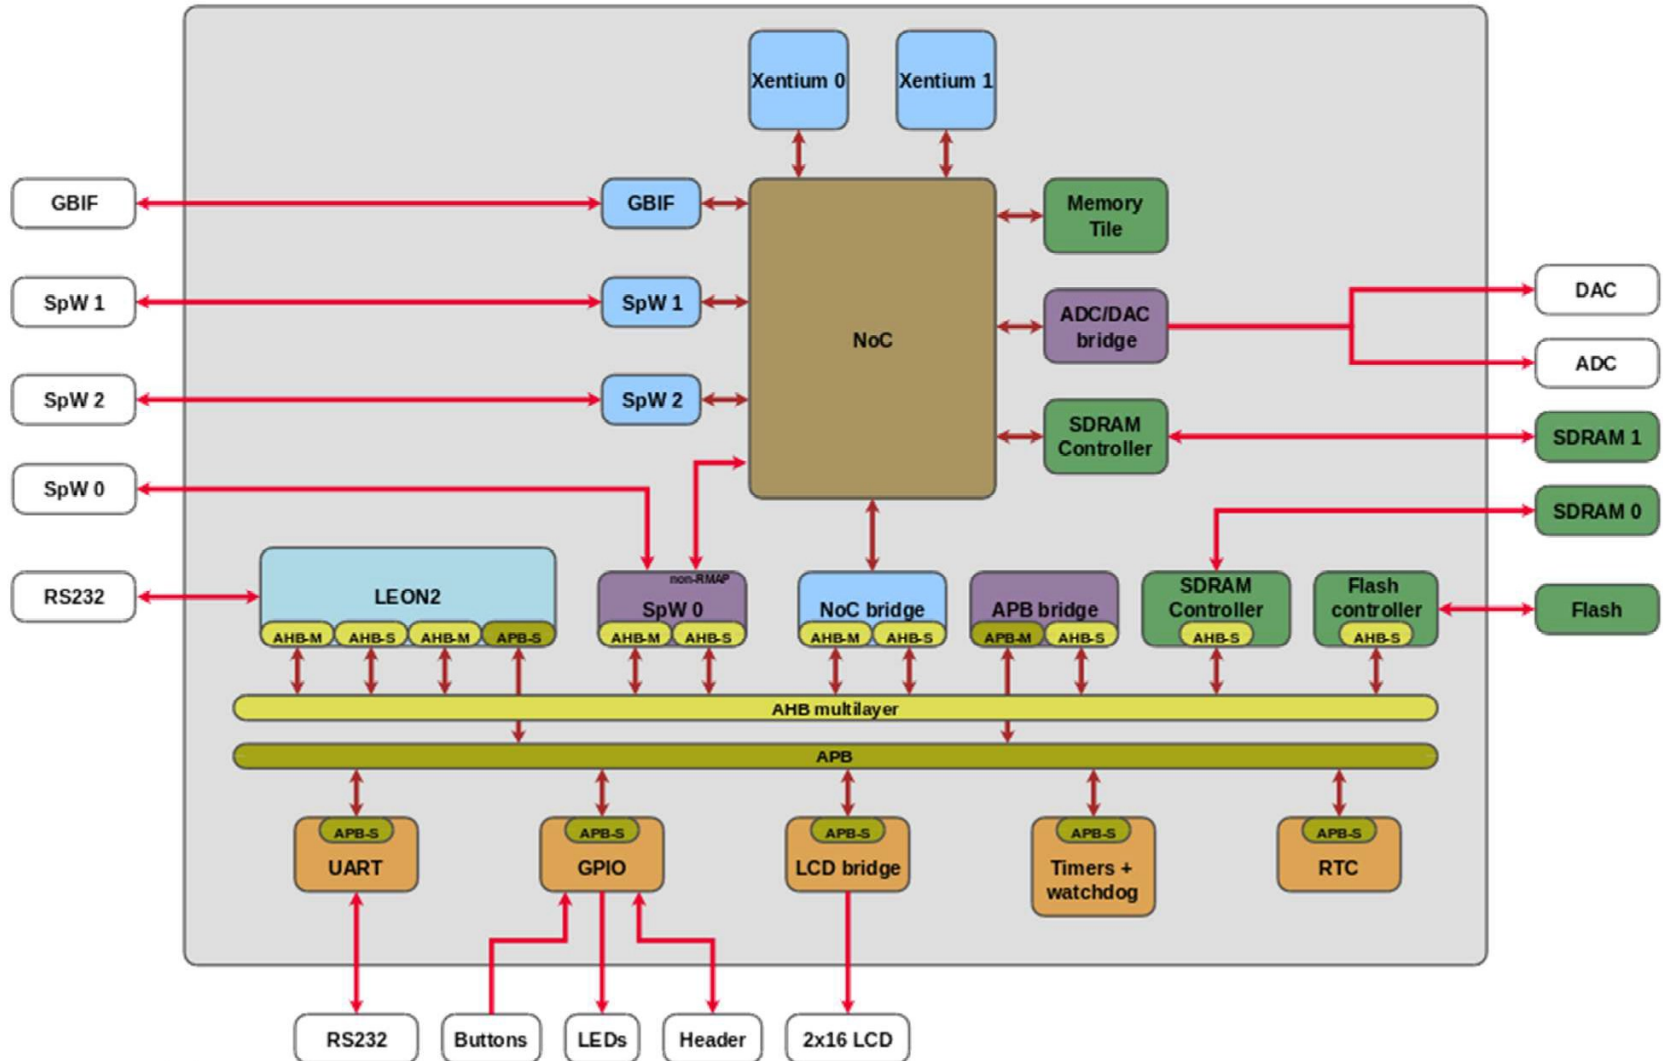 Xentium 0
Xentium 1
GBIF
GBIF
Memory
Tile
SpW 1
SpW 1
NoC
ADC/DAC
bridge
DAC
ADC
SpW 2
SpW 2
SDRAM
Controller
SDRAM 1
SpW 0
SDRAM 0
RS232
LEON2
AHB-M
AHB-S
AHB-M
APB-S
non-RMAP
SpW 0
AHB-M
AHB-S
NoC bridge
AHB-M
AHB-S
APB bridge
APB-M
AHB-S
SDRAM
Controller
AHB-S
Flash
controller
AHB-S
Flash
AHB multilayer
APB
APB-S
UART
APB-S
GPIO
APB-S
LCD bridge
APB-S
Timers +
watchdog
APB-S
RTC
RS232
Buttons
LEDs
Header
2x16 LCD